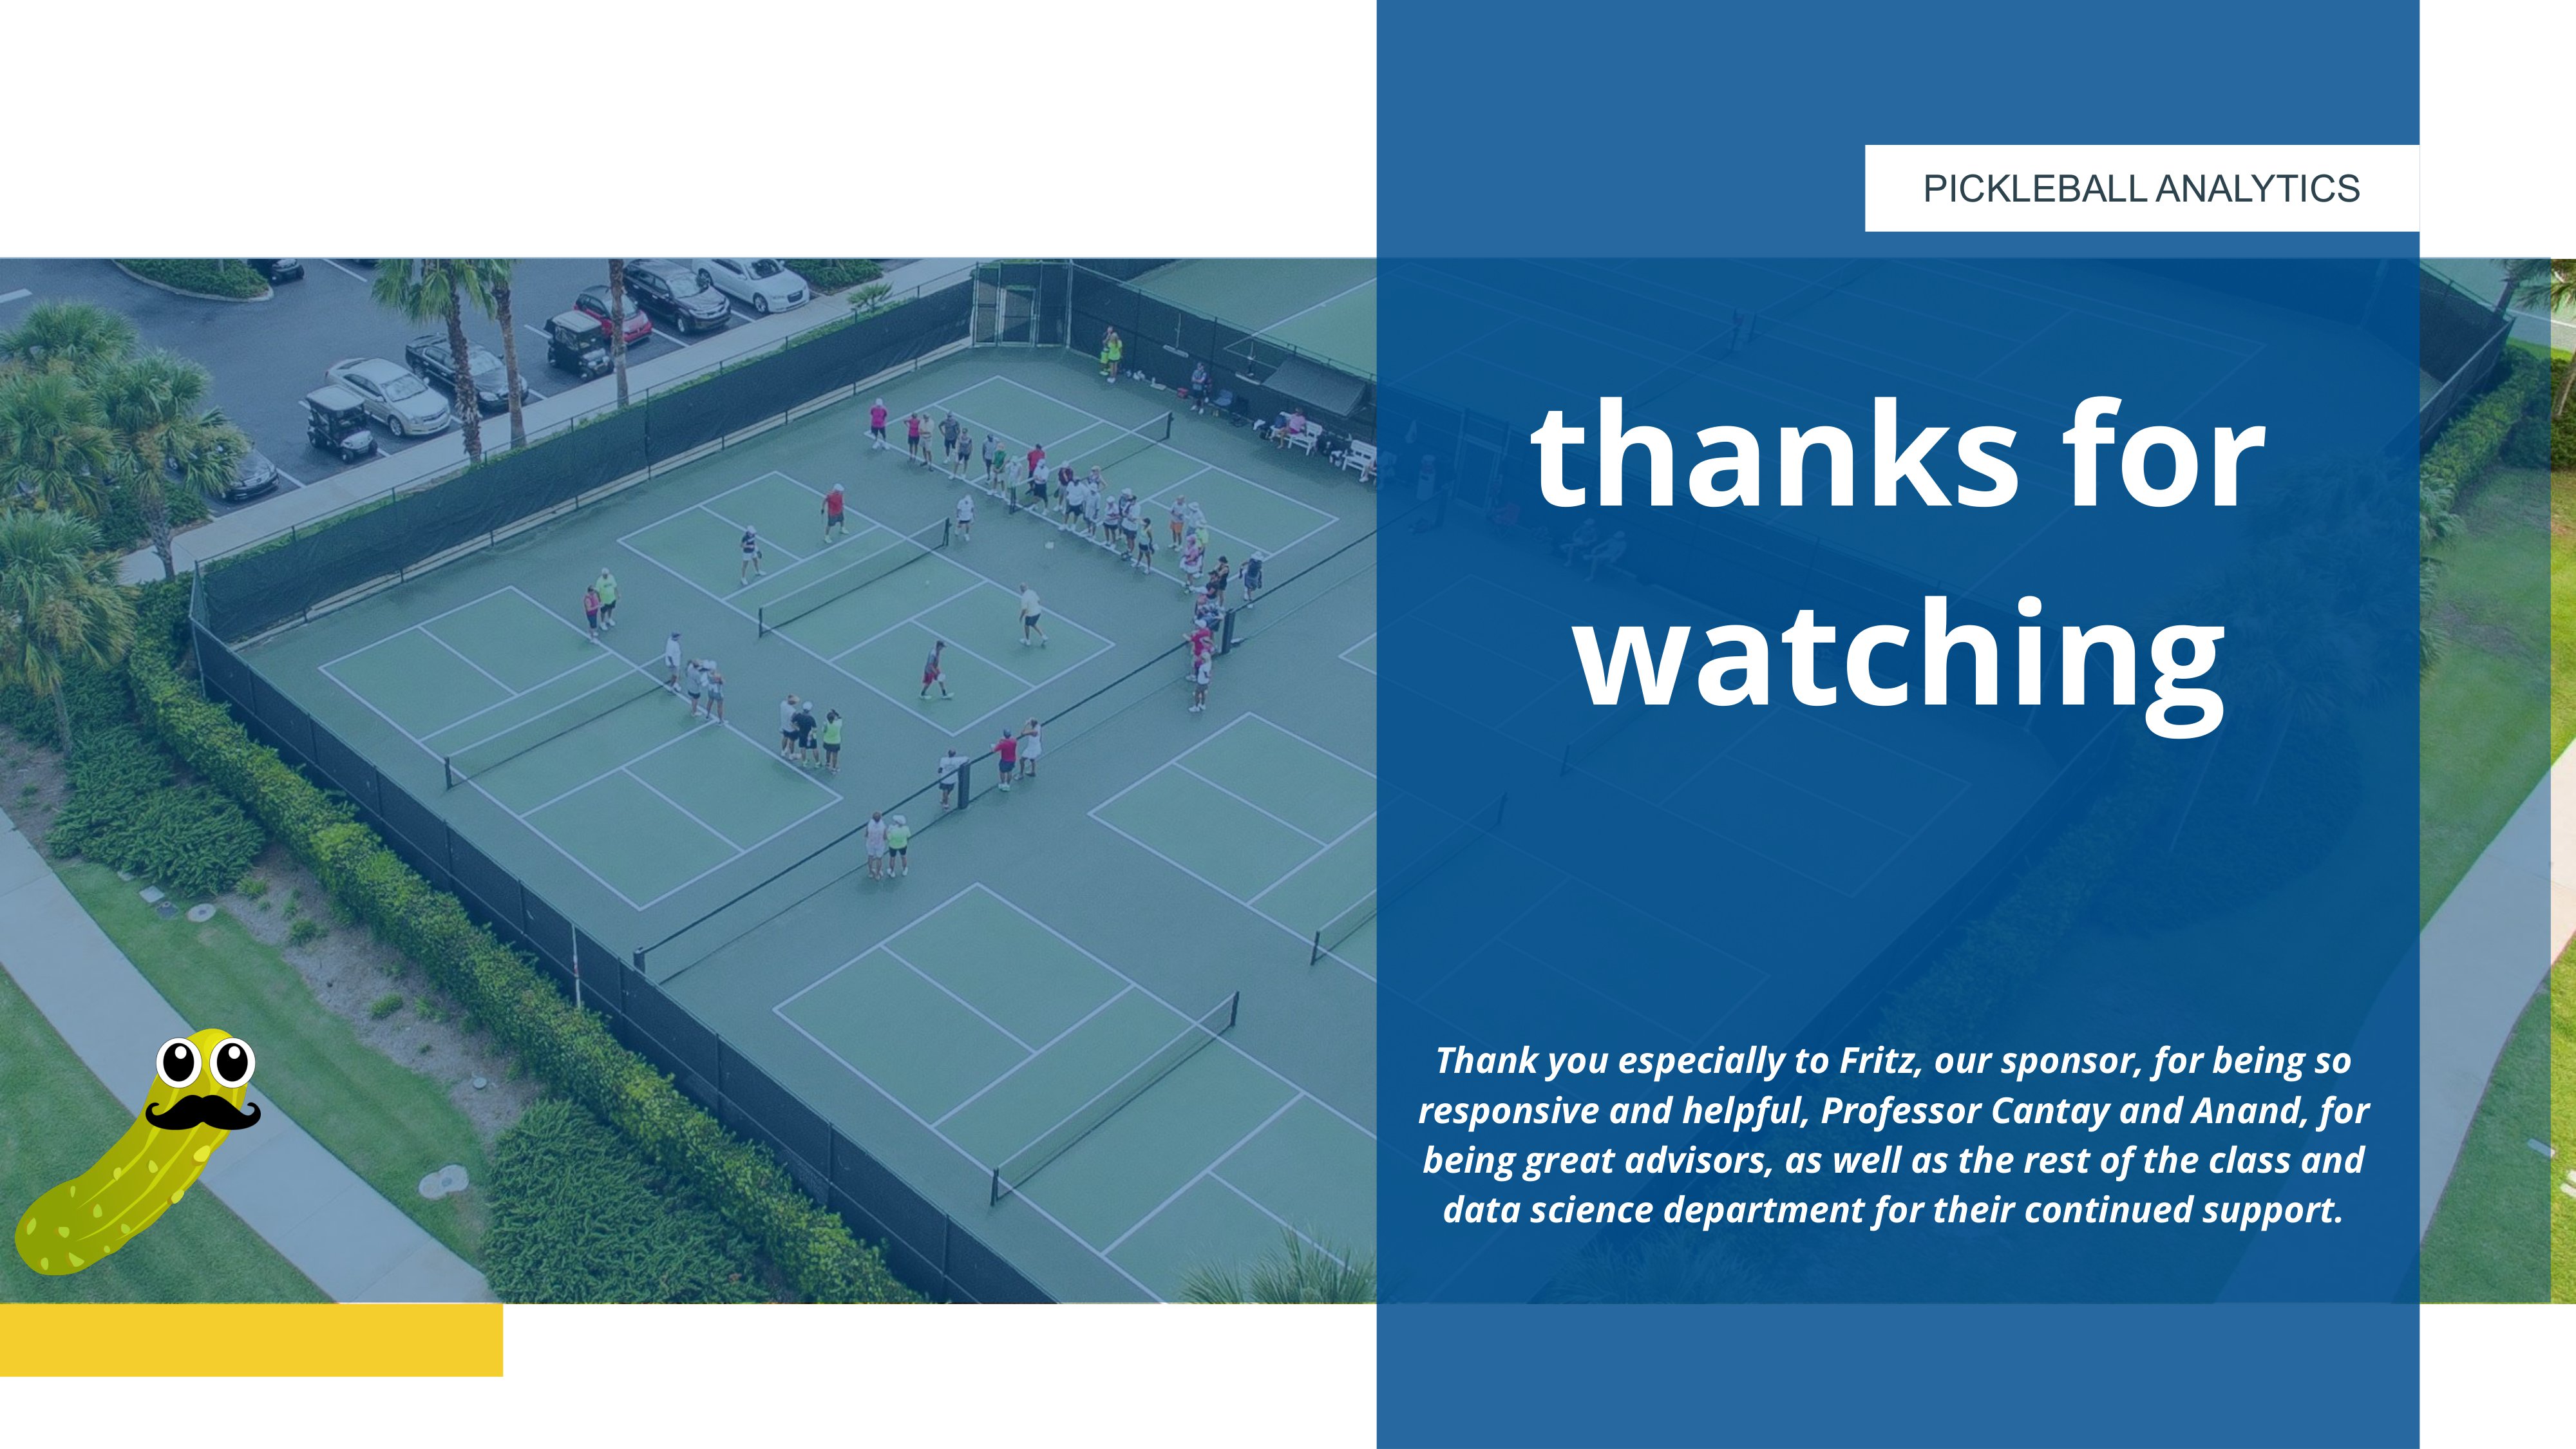 PICKLEBALL ANALYTICS
thanks for
watching
Thank you especially to Fritz, our sponsor, for being so
responsive and helpful, Professor Cantay and Anand, for
being great advisors, as well as the rest of the class and
data science department for their continued support.